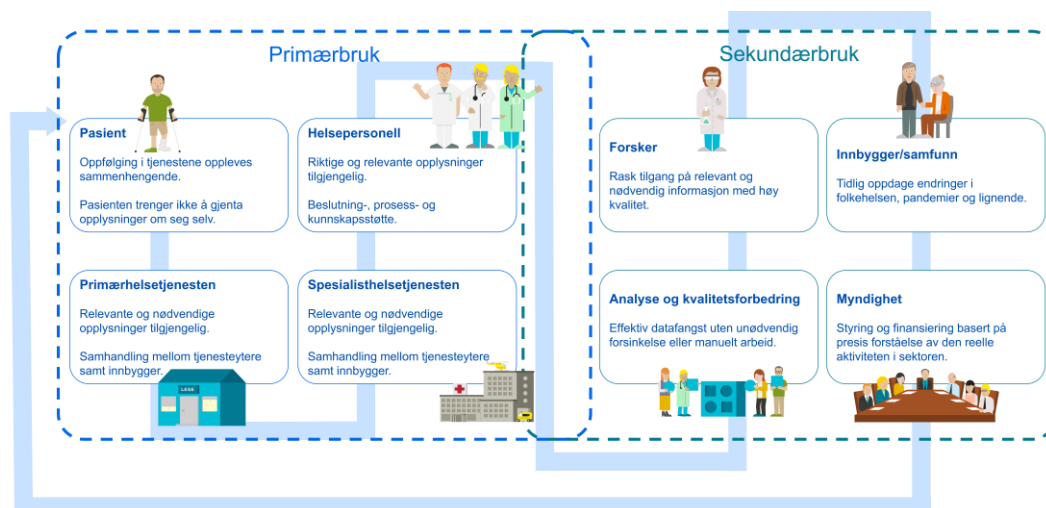 Primærbruk
Sekundærbruk
Pasient
Oppfølging i tjenestene oppleves
sammenhengende.
Pasienten trenger ikke å gjenta
opplysninger om seg selv.
Helsepersonell
Riktige og relevante opplysninger
tilgjengelig.
Beslutning-, prosess- og
kunnskapsstøtte.
Forsker
Rask tilgang på relevant og
nødvendig informasjon med høy
kvalitet.
Innbygger/samfunn
Tidlig oppdage endringer i
folkehelsen, pandemier og lignende.
Primærhelsetjenesten
Relevante og nødvendige
opplysninger tilgjengelig.
Samhandling mellom tjenesteytere
samt innbygger.
LEGE
Spesialisthelsetjenesten
Relevante og nødvendige
opplysninger tilgjengelig.
Samhandling mellom tjenesteytere
samt innbygger.
Analyse og kvalitetsforbedring
Effektiv datafangst uten unødvendig
forsinkelse eller manuelt arbeid.
Myndighet
Styring og finansiering basert på
presis forståelse av den reelle
aktiviteten i sektoren.